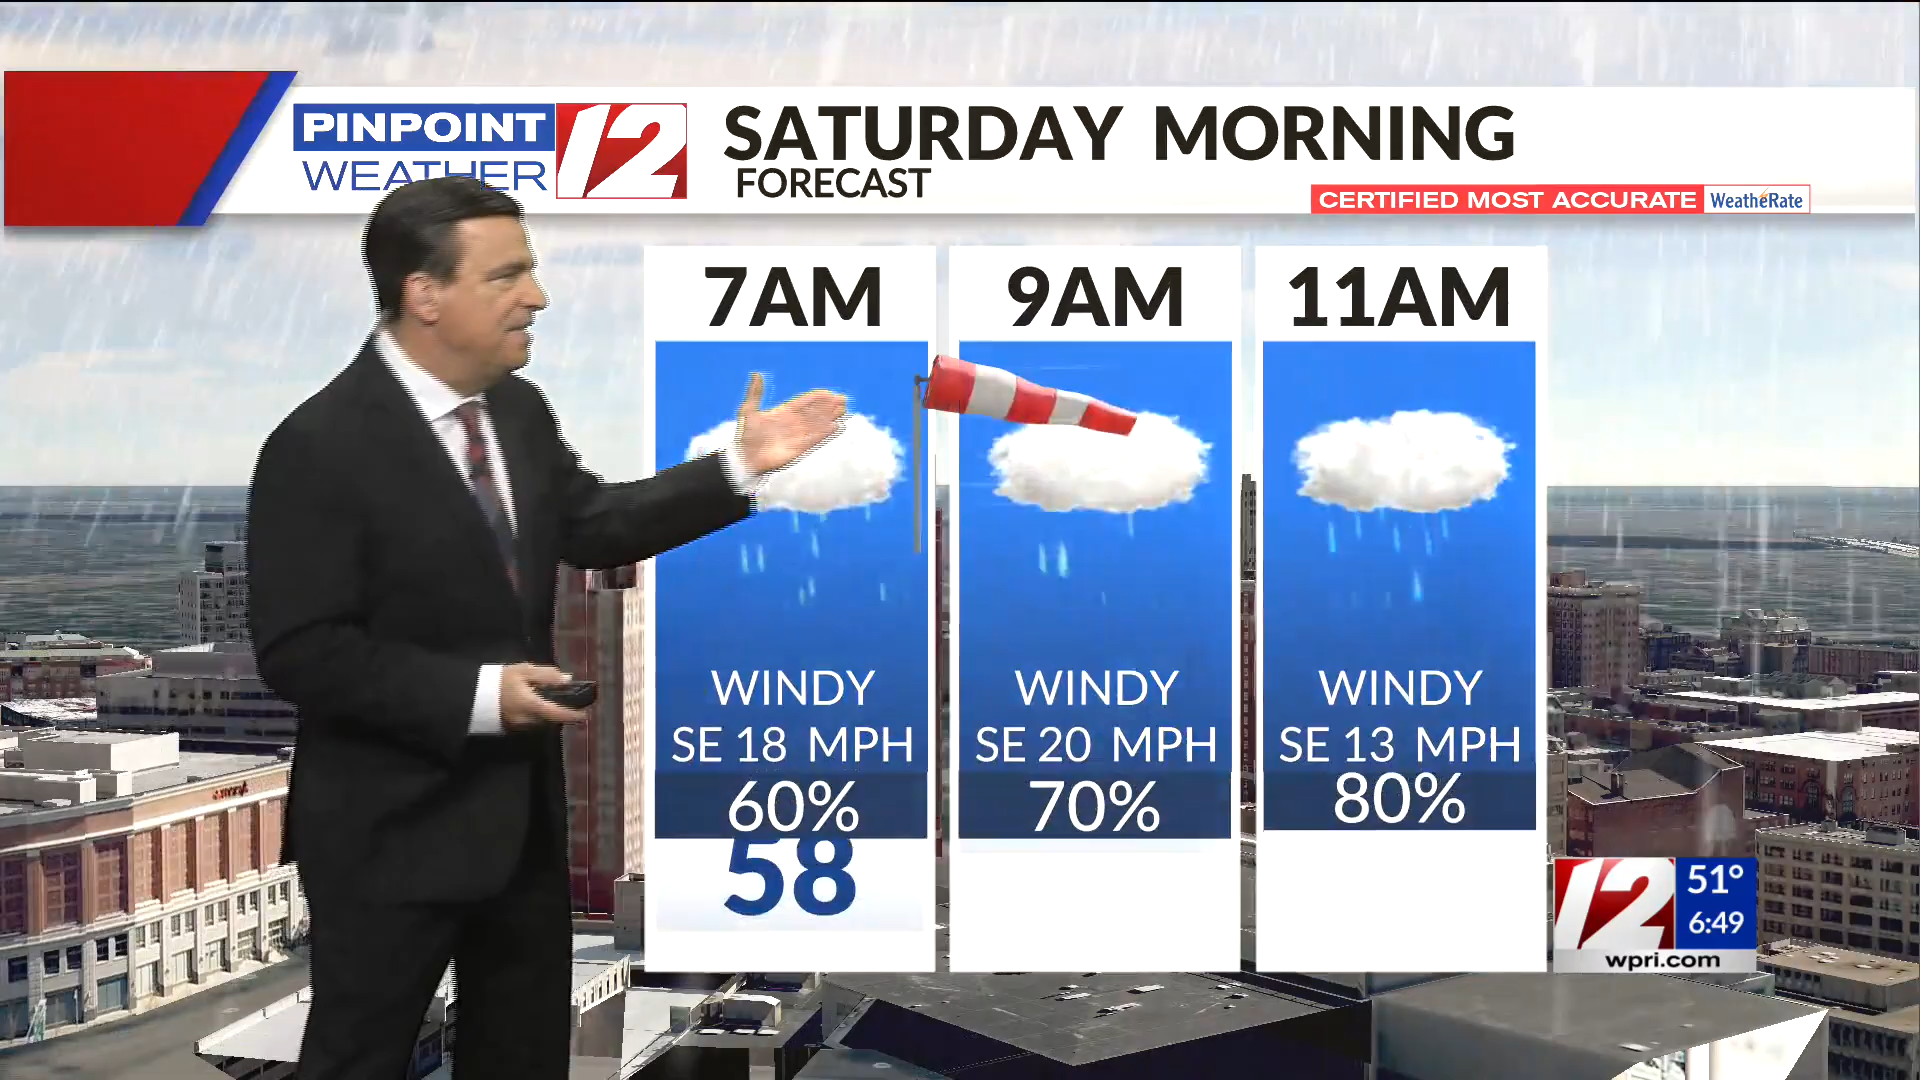 PINPOINT
WEATHER
12
SATURDAY MORNING
FORECAST
CERTIFIED MOST ACCURATE
WeatheRate
7AM
WINDY
SE 18 MPH
60%
58
9AM
WINDY
SE 20 MPH
70%
11AM
WINDY
SE 13 MPH
80%
12
51°
6:49
wpri.com